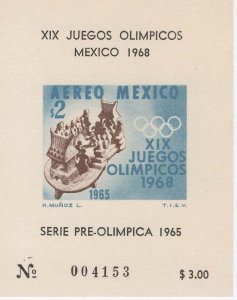 XIX JUEGOS OLIMPICOS
MEXICO 1968
AEREO MEXICO
$2
XIX
JUEGOS
OLIMPICOS
1968
1965
R. MUÑOZ L.
T.I.E.V.
SERIE PRE-OLIMPICA 1965
No 004153 $ 3.00